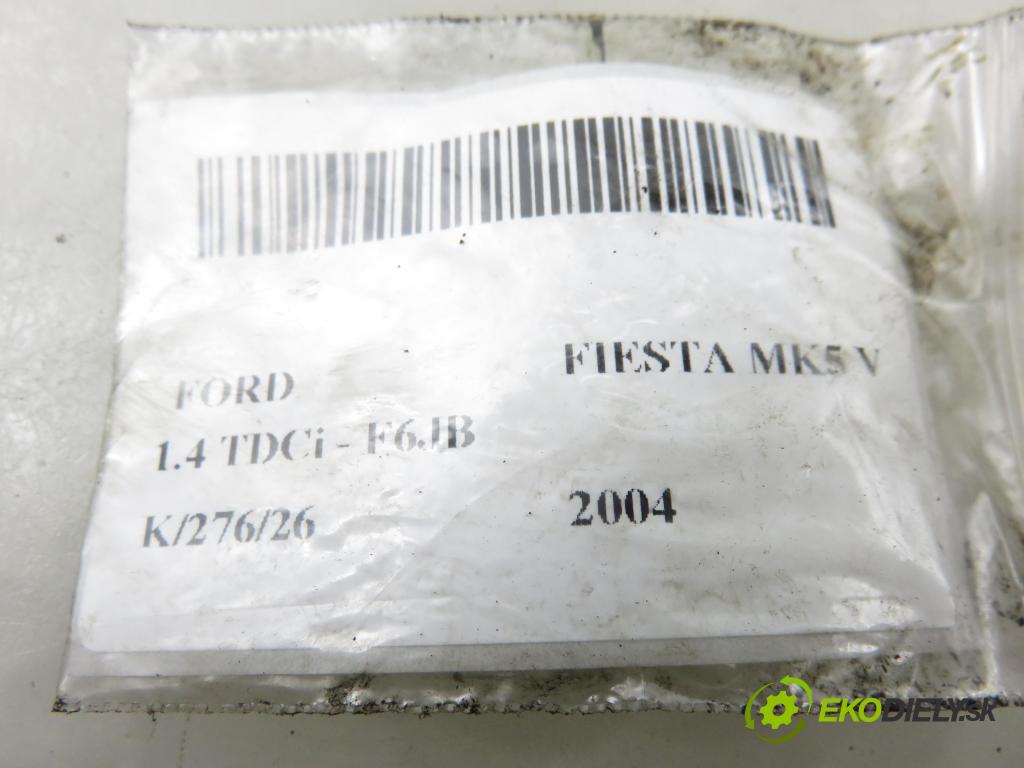 FORD FIESTA MK5 V
1.4 TDCi - F6JB
K/276/26 2004
EKODIELY.SK